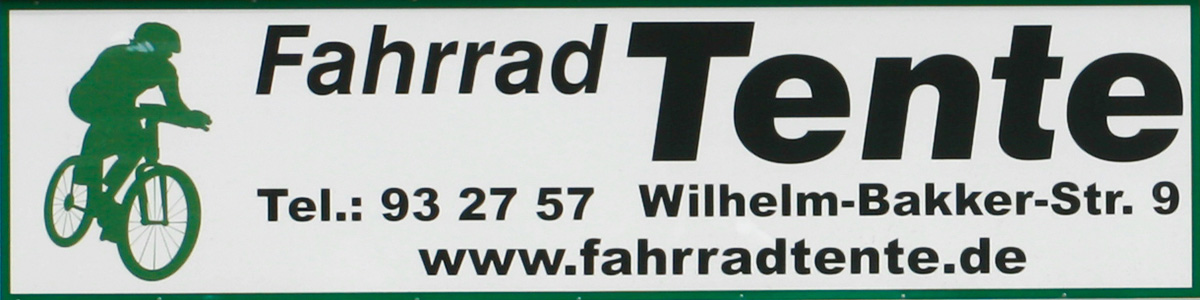 Fahrrad Tente
Tel.: 93 27 57 Wilhelm-Bakker-Str. 9
www.fahrradtente.de